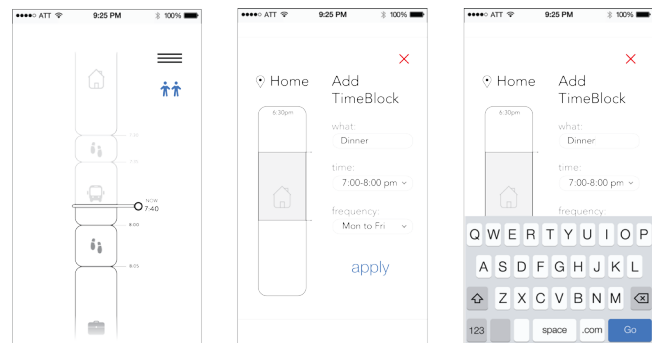 ATT 9:25 PM 100%
NOW
7:40
8:00
8:05
ATT 9:25 PM 100%
Home
Add
TimeBlock
6:30pm
what:
Dinner
time:
7:00-8:00 pm
frequency:
Mon to Fri
apply
ATT 9:25 PM 100%
Home
Add
TimeBlock
6:30pm
what:
Dinner
time:
7:00-8:00 pm
frequency:
Q W E R T Y U I O P
A S D F G H J K L
Z X C V B N M
123 space .com Go